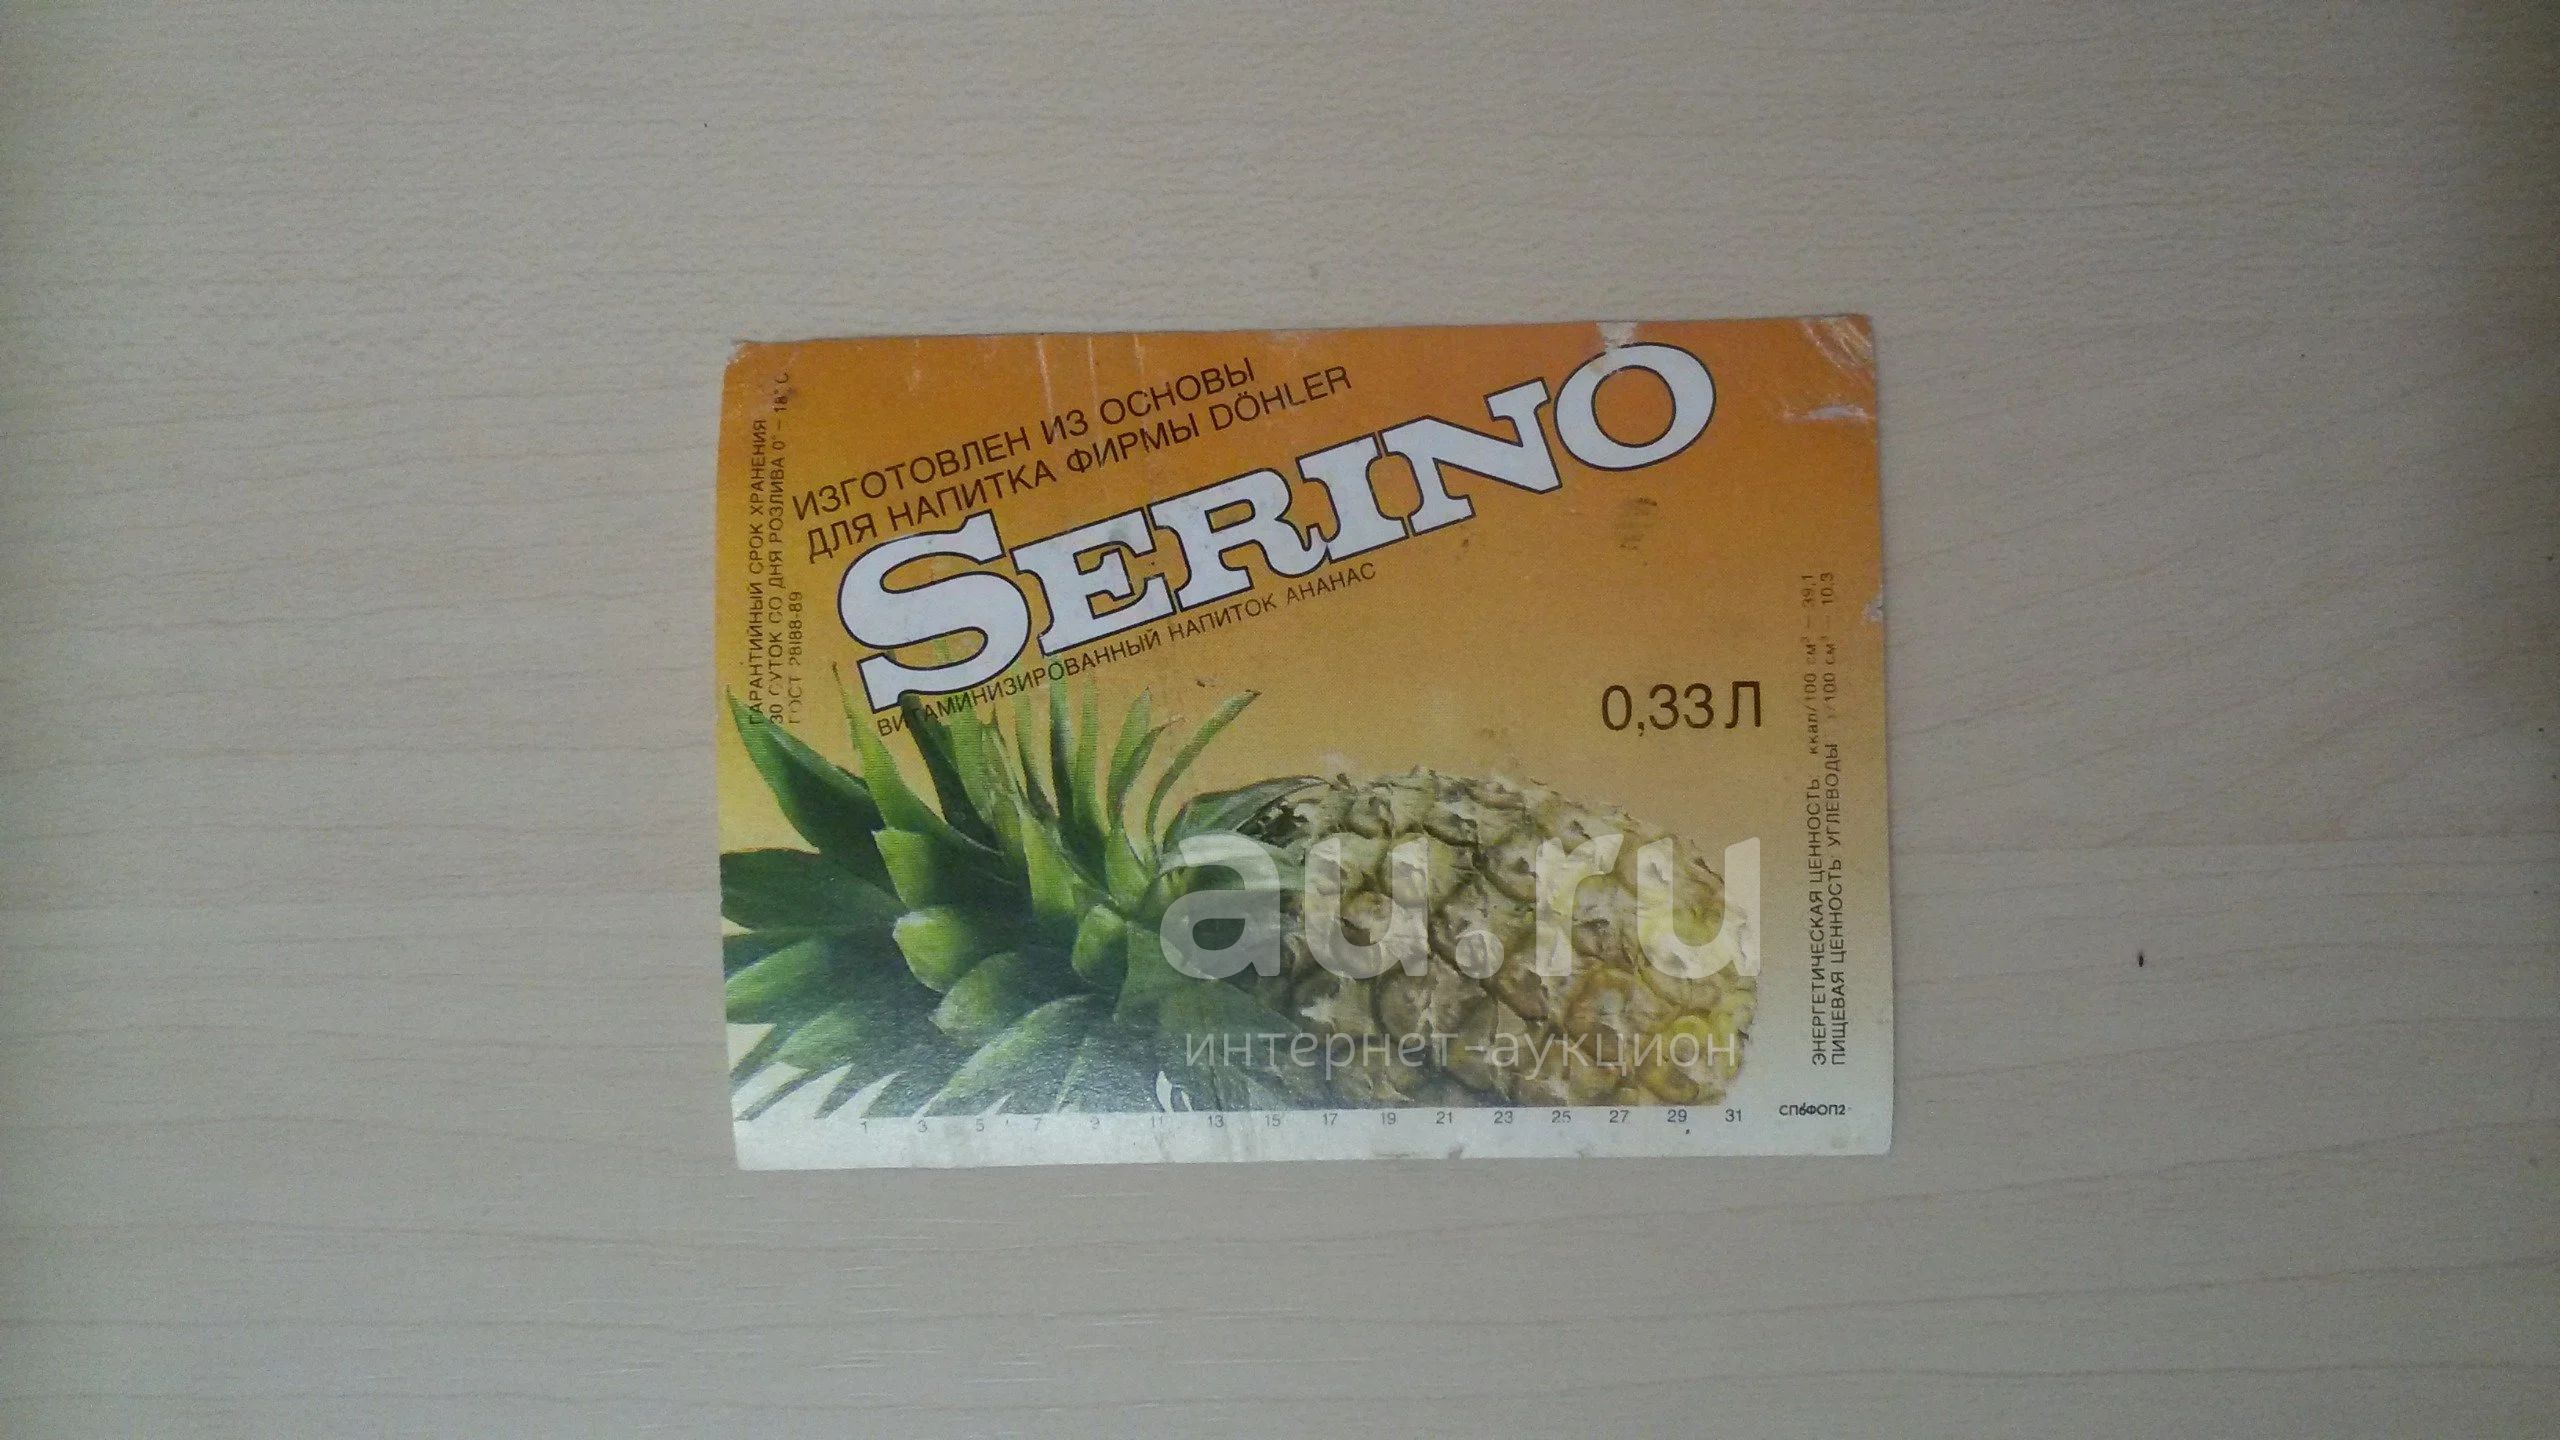 ИЗГОТОВЛЕН ИЗ ОСНОВЫ
ДЛЯ НАПИТКА ФИРМЫ DÖHLER
SERINO
ВИТАМИНИЗИРОВАННЫЙ НАПИТОК АНАНАС
0,33 Л
ГАРАНТИЙНЫЙ СРОК ХРАНЕНИЯ
30 СУТОК СО ДНЯ РОЗЛИВА 0° – 18°С
ГОСТ 28188-89
ЭНЕРГЕТИЧЕСКАЯ ЦЕННОСТЬ ккал/100 см³ — 39,1
ПИЩЕВАЯ ЦЕННОСТЬ УГЛЕВОДЫ г/100 см³ — 10,3
1 3 5 7 9 11 13 15 17 19 21 23 25 27 29 31
СПбФОП2
au.ru
интернет-аукцион